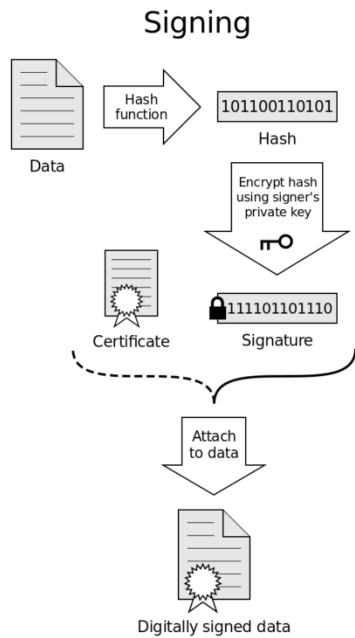 Signing
Hash
function
101100110101
Data
Hash
Encrypt hash
using signer's
private key
111101101110
Certificate
Signature
Attach
to data
Digitally signed data